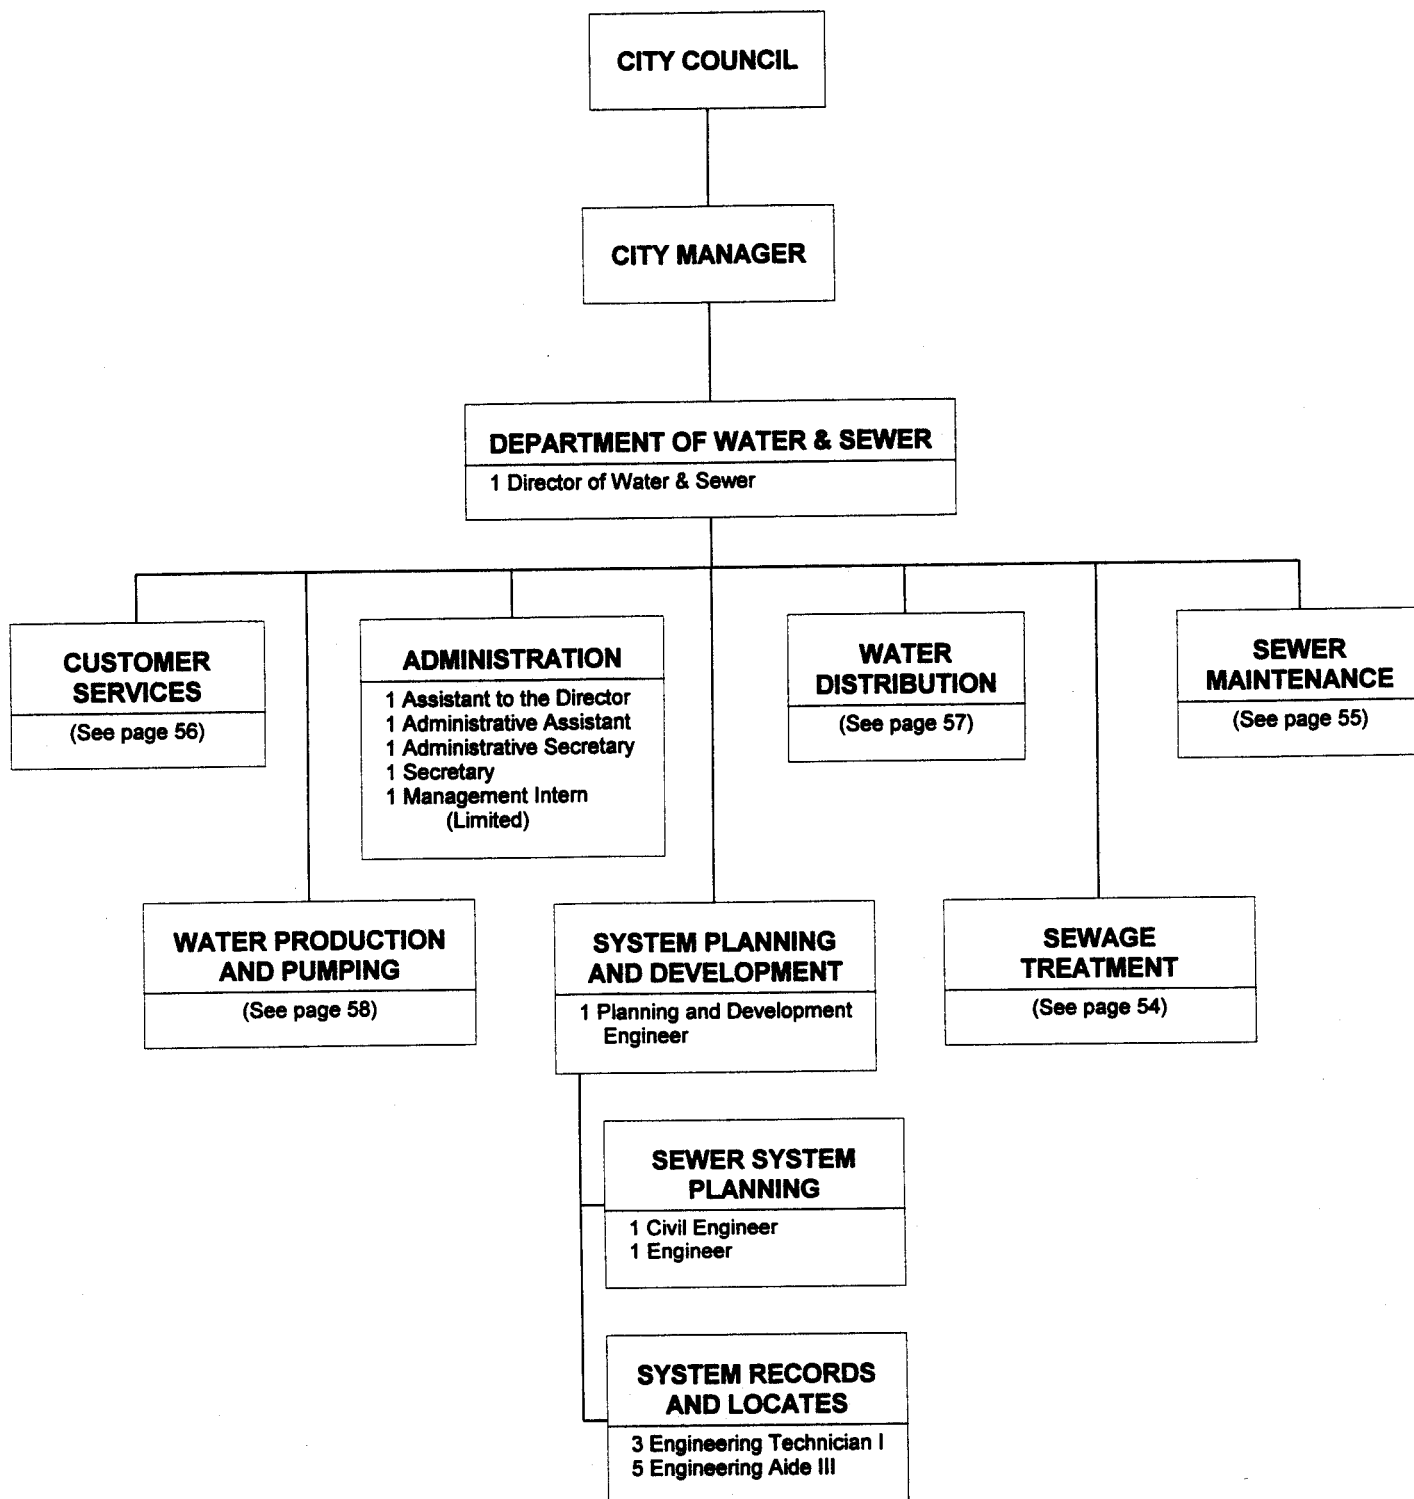 CITY COUNCIL
CITY MANAGER
DEPARTMENT OF WATER & SEWER
1 Director of Water & Sewer
CUSTOMER
SERVICES
(See page 56)
ADMINISTRATION
1 Assistant to the Director
1 Administrative Assistant
1 Administrative Secretary
1 Secretary
1 Management Intern
(Limited)
WATER
DISTRIBUTION
(See page 57)
SEWER
MAINTENANCE
(See page 55)
WATER PRODUCTION
AND PUMPING
(See page 58)
SYSTEM PLANNING
AND DEVELOPMENT
1 Planning and Development
Engineer
SEWAGE
TREATMENT
(See page 54)
SEWER SYSTEM
PLANNING
1 Civil Engineer
1 Engineer
SYSTEM RECORDS
AND LOCATES
3 Engineering Technician I
5 Engineering Aide III